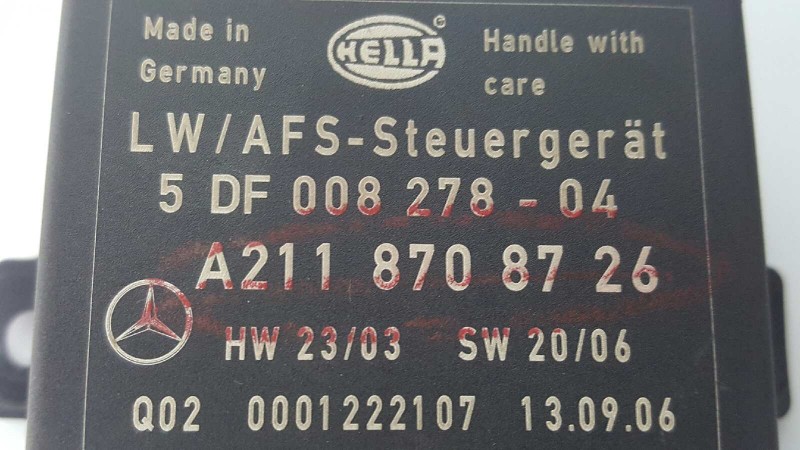 Made in HELLA © Handle with
Germany care
LW/AFS-Steuergerät
5 DF 008 278 - 04
A211 870 87 26
HW 23/03 SW 20/06
Q02 0001222107 13.09.06